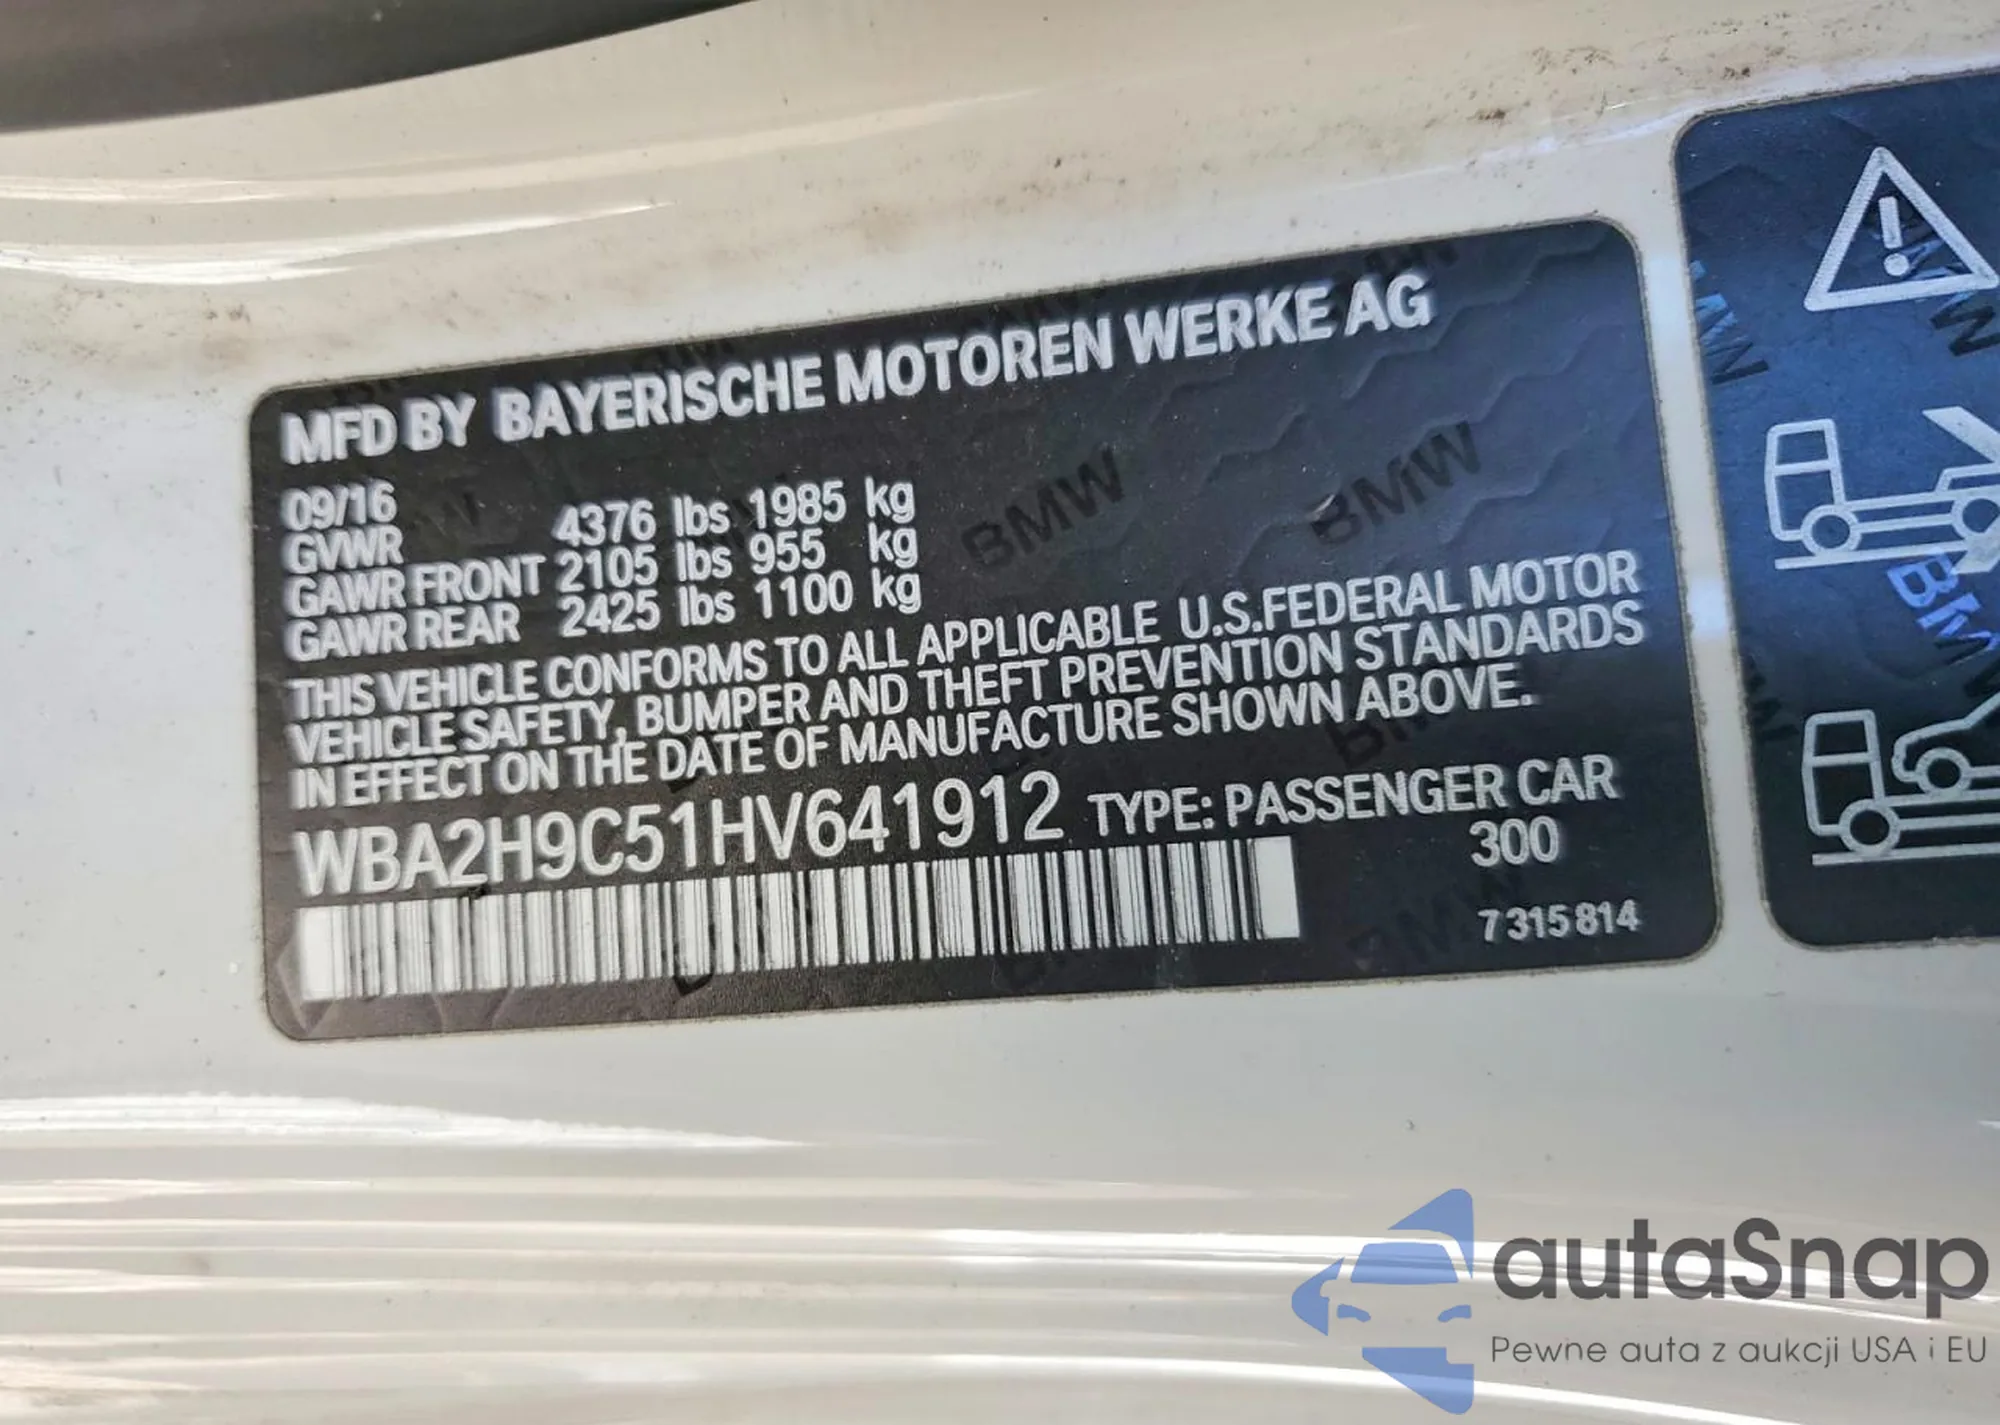 MFD BY BAYERISCHE MOTOREN WERKE AG
09/16
GVWR 4376 lbs 1985 kg
GAWR FRONT 2105 lbs 955 kg
GAWR REAR 2425 lbs 1100 kg
THIS VEHICLE CONFORMS TO ALL APPLICABLE U.S.FEDERAL MOTOR
VEHICLE SAFETY, BUMPER AND THEFT PREVENTION STANDARDS
IN EFFECT ON THE DATE OF MANUFACTURE SHOWN ABOVE.
WBA2H9C51HV641912 TYPE: PASSENGER CAR
300
7 315 814
BMW BMW
autaSnap
Pewne auta z aukcji USA i EU